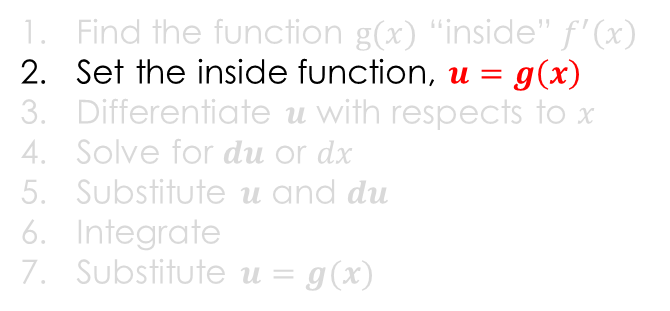 1. Find the function g(x) “inside” f′(x)
2. Set the inside function, u = g(x)
3. Differentiate u with respects to x
4. Solve for du or dx
5. Substitute u and du
6. Integrate
7. Substitute u = g(x)